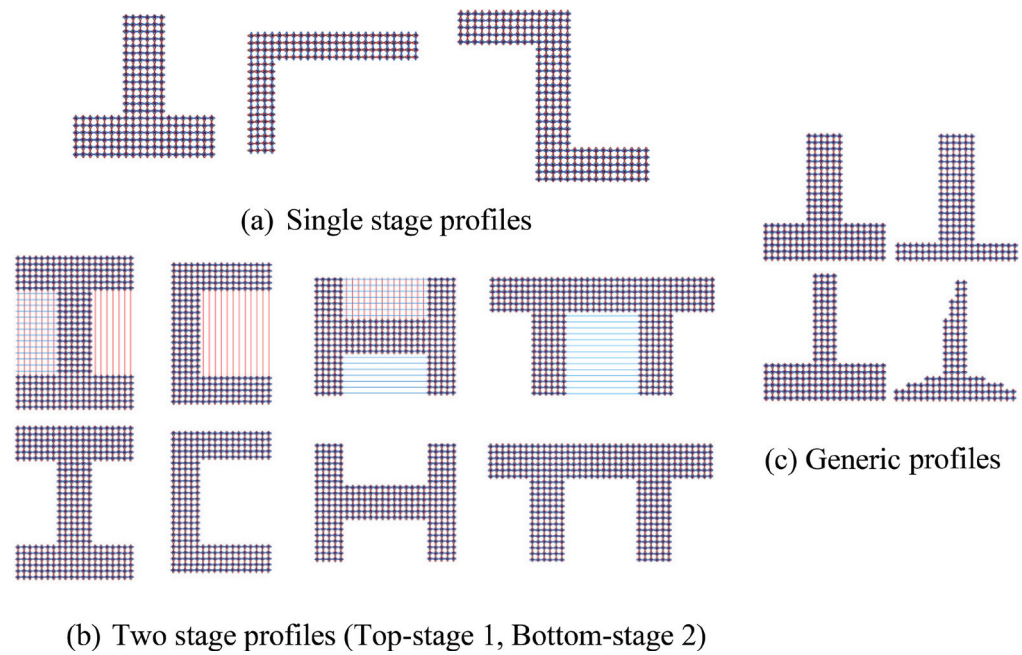 (a) Single stage profiles
(c) Generic profiles
(b) Two stage profiles (Top-stage 1, Bottom-stage 2)